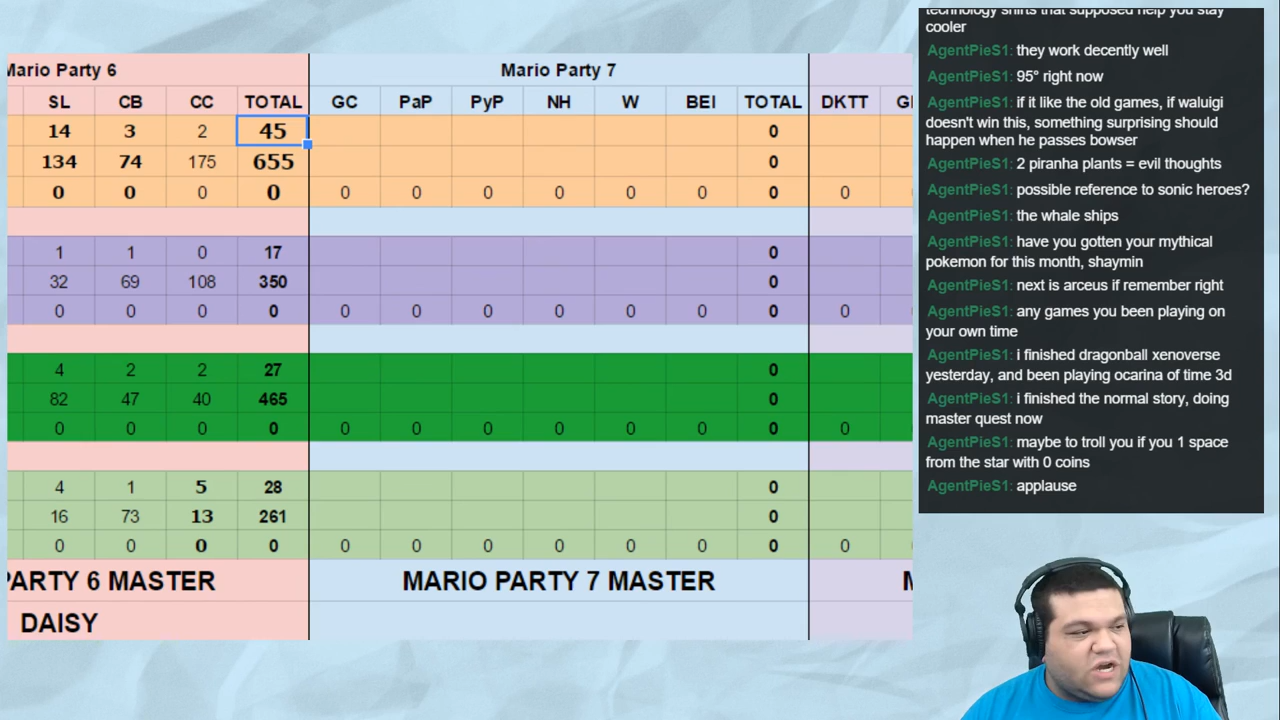 Mario Party 6 Mario Party 7
SL CB CC TOTAL GC PaP PyP NH W BEI TOTAL DKTT
14 3 2 45 0
134 74 175 655 0
0 0 0 0 0 0 0 0 0 0 0 0
1 1 0 17 0
32 69 108 350 0
0 0 0 0 0 0 0 0 0 0 0 0
4 2 2 27 0
82 47 40 465 0
0 0 0 0 0 0 0 0 0 0 0 0
4 1 5 28 0
16 73 13 261 0
0 0 0 0 0 0 0 0 0 0 0 0
PARTY 6 MASTER MARIO PARTY 7 MASTER
DAISY
technology shirts that supposed help you stay
cooler
AgentPieS1: they work decently well
AgentPieS1: 95° right now
AgentPieS1: if it like the old games, if waluigi
doesn't win this, something surprising should
happen when he passes bowser
AgentPieS1: 2 piranha plants = evil thoughts
AgentPieS1: possible reference to sonic heroes?
AgentPieS1: the whale ships
AgentPieS1: have you gotten your mythical
pokemon for this month, shaymin
AgentPieS1: next is arceus if remember right
AgentPieS1: any games you been playing on
your own time
AgentPieS1: i finished dragonball xenoverse
yesterday, and been playing ocarina of time 3d
AgentPieS1: i finished the normal story, doing
master quest now
AgentPieS1: maybe to troll you if you 1 space
from the star with 0 coins
AgentPieS1: applause